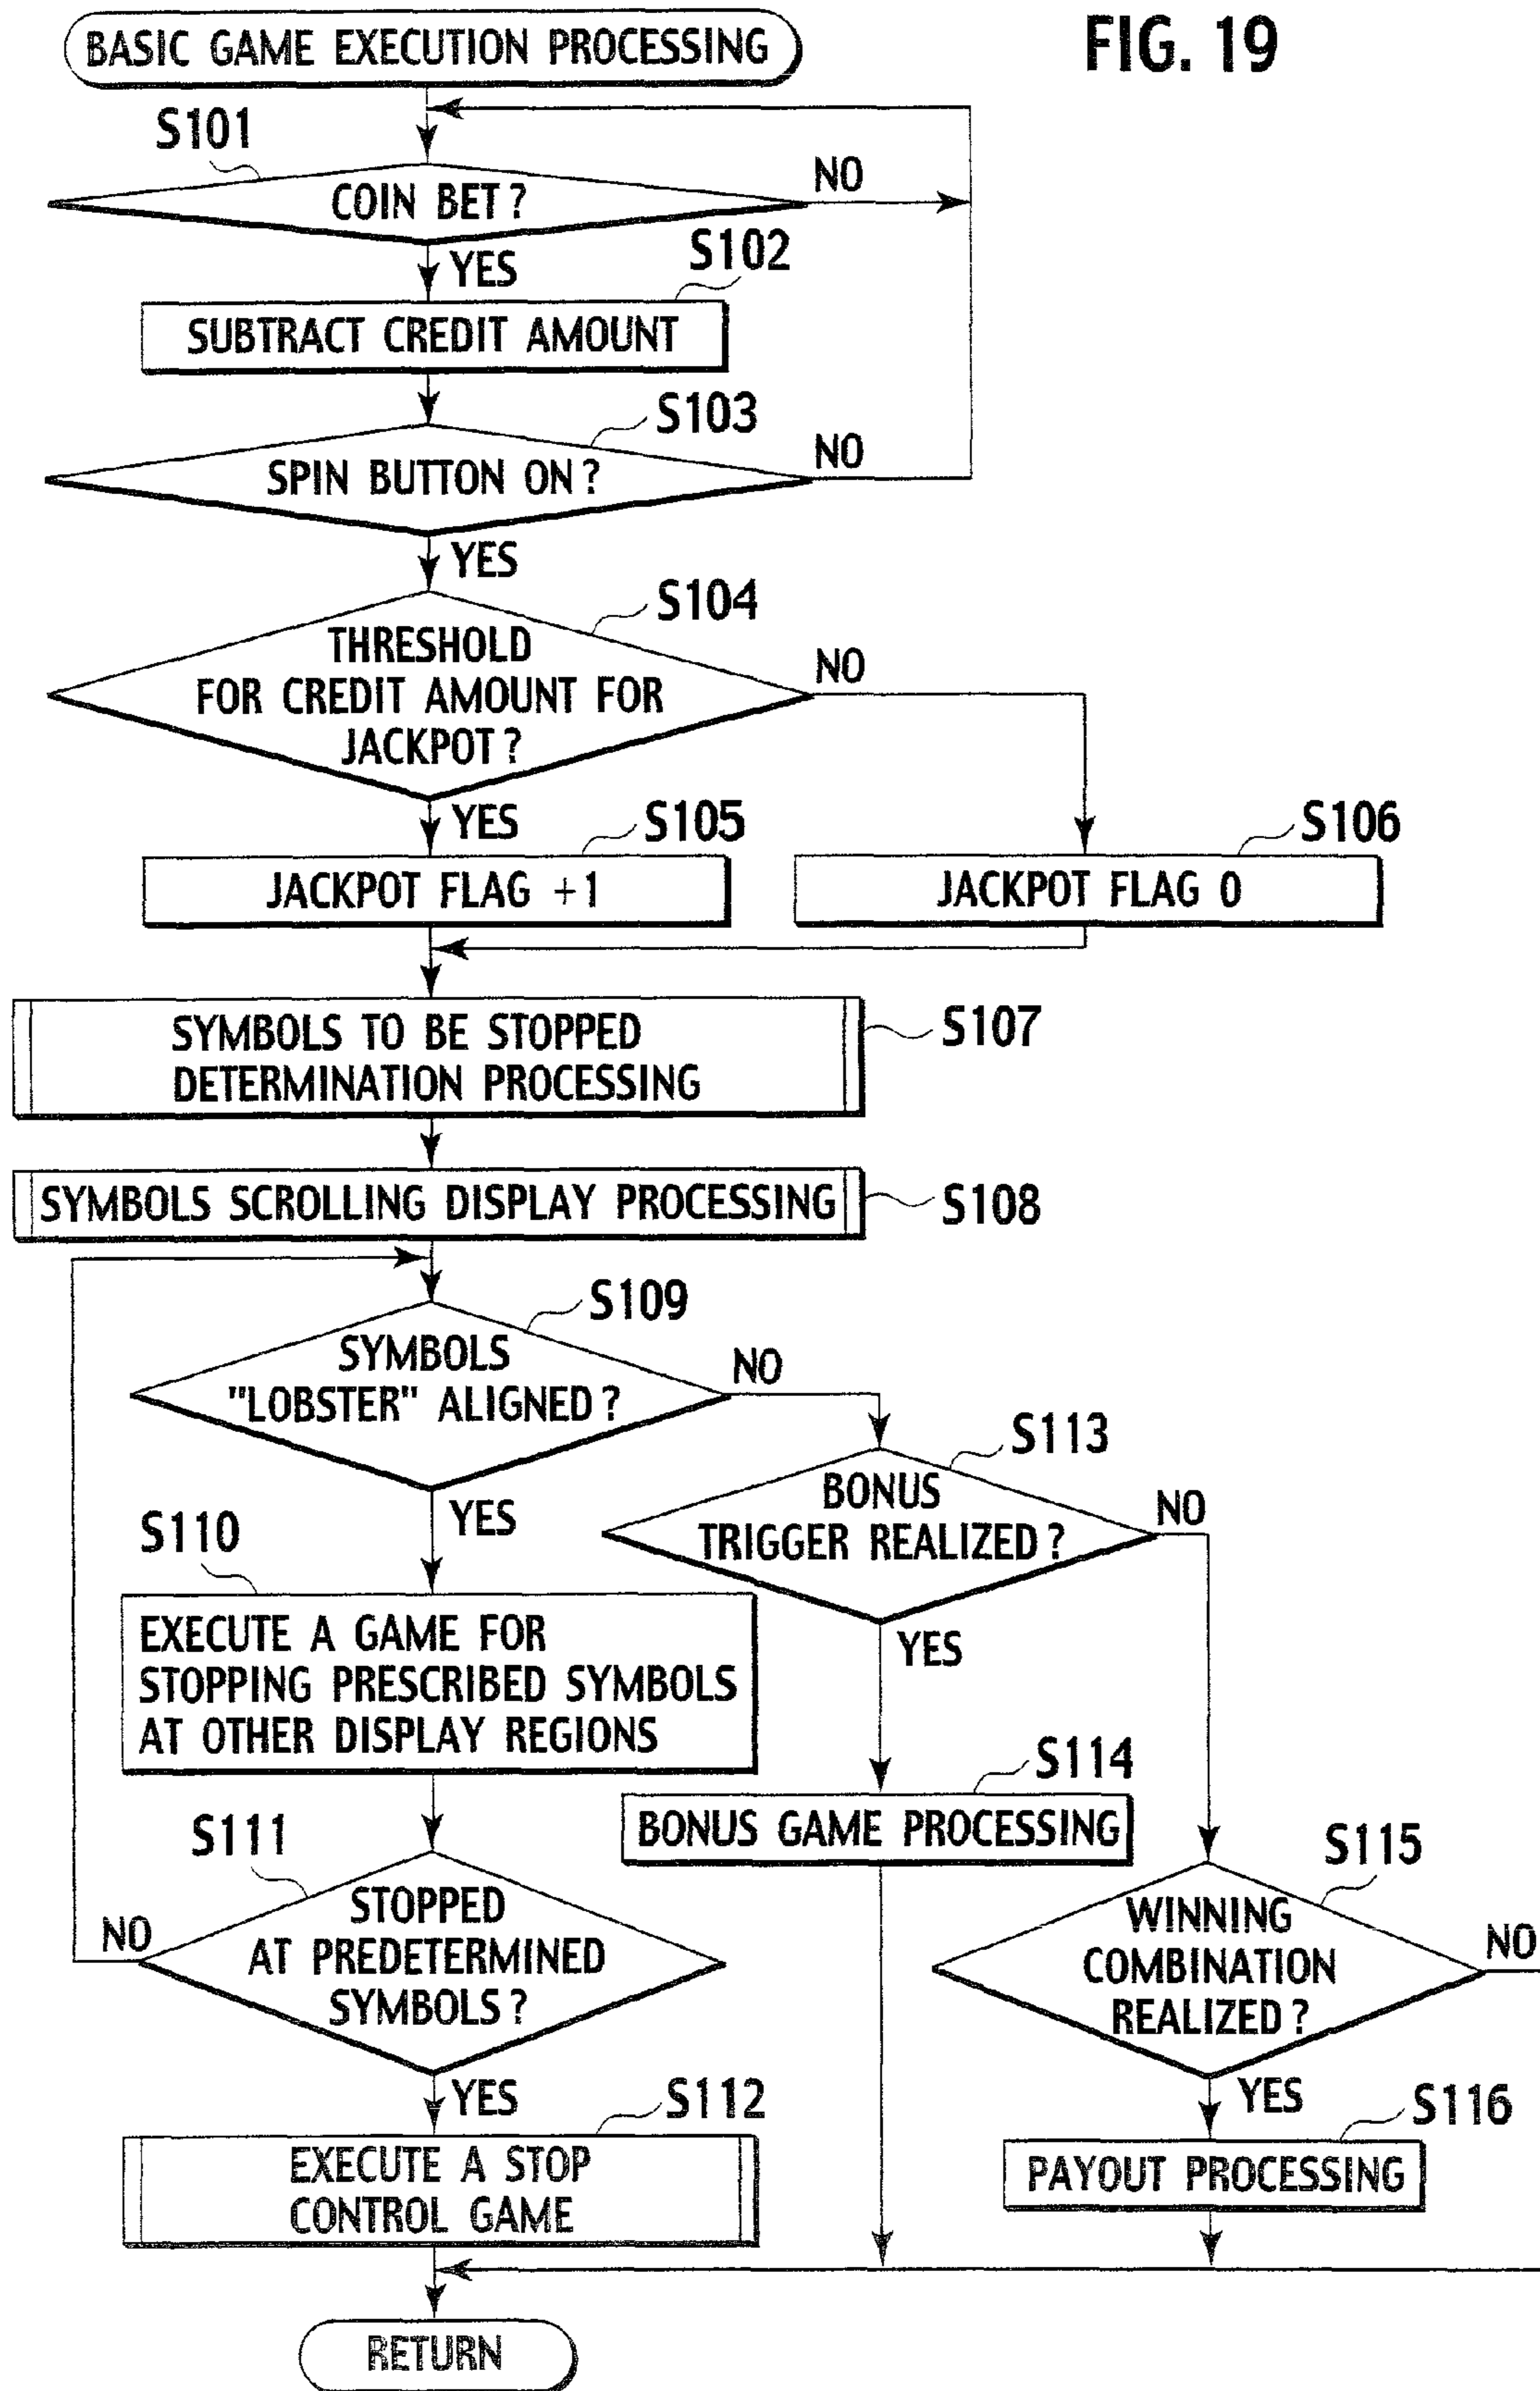 FIG. 19
BASIC GAME EXECUTION PROCESSING
S101
COIN BET?
NO
YES
S102
SUBTRACT CREDIT AMOUNT
S103
SPIN BUTTON ON?
NO
YES
S104
THRESHOLD
FOR CREDIT AMOUNT FOR
JACKPOT?
NO
YES
S105
JACKPOT FLAG +1
S106
JACKPOT FLAG 0
SYMBOLS TO BE STOPPED
DETERMINATION PROCESSING
S107
SYMBOLS SCROLLING DISPLAY PROCESSING
S108
S109
SYMBOLS
"LOBSTER" ALIGNED?
NO
YES
S110
EXECUTE A GAME FOR
STOPPING PRESCRIBED SYMBOLS
AT OTHER DISPLAY REGIONS
S111
STOPPED
AT PREDETERMINED
SYMBOLS?
NO
YES
S112
EXECUTE A STOP
CONTROL GAME
S113
BONUS
TRIGGER REALIZED?
NO
YES
S114
BONUS GAME PROCESSING
S115
WINNING
COMBINATION
REALIZED?
NO
YES
S116
PAYOUT PROCESSING
RETURN